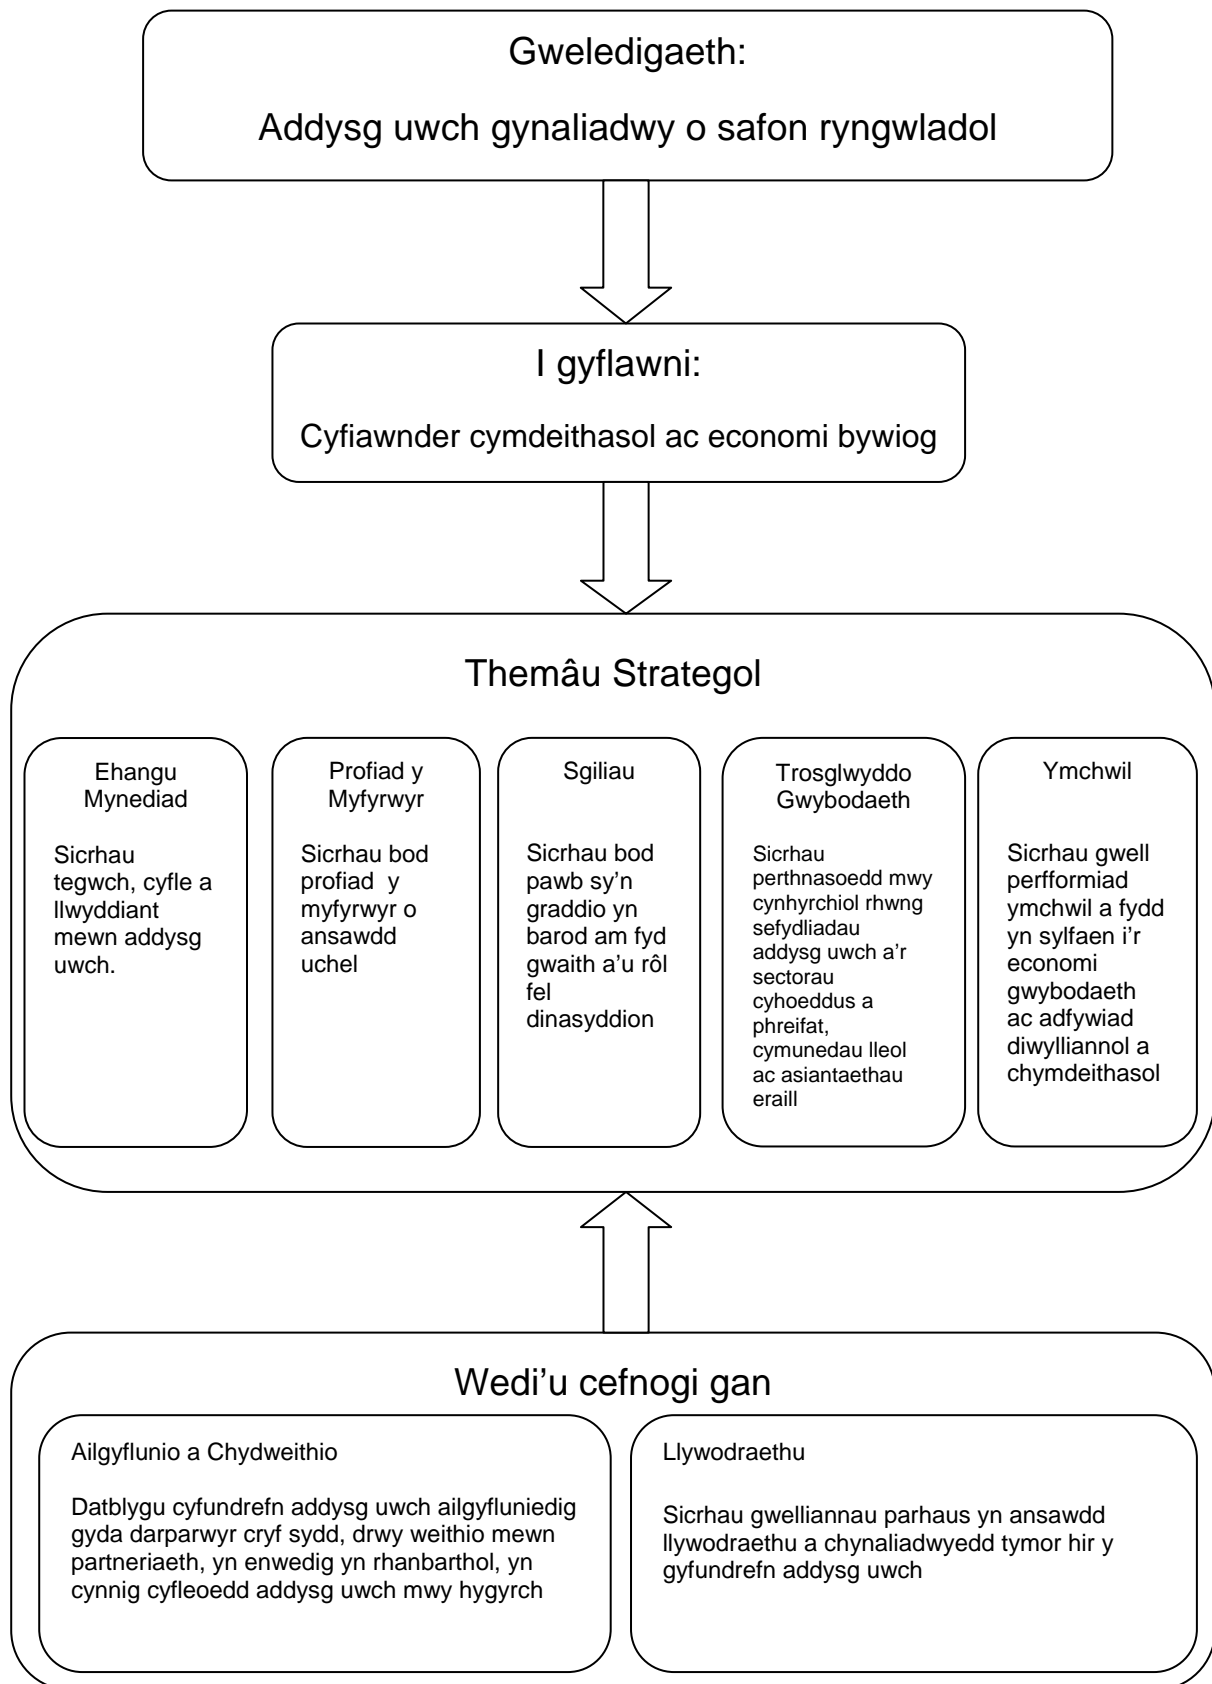 Gweledigaeth:
Addysg uwch gynaliadwy o safon ryngwladol
I gyflawni:
Cyfiawnder cymdeithasol ac economi bywiog
Themâu Strategol
Ehangu
Mynediad
Sicrhau
tegwch, cyfle a
llwyddiant
mewn addysg
uwch.
Profiad y
Myfyrwyr
Sicrhau bod
profiad y
myfyrwyr o
ansawdd
uchel
Sgiliau
Sicrhau bod
pawb sy’n
graddio yn
barod am fyd
gwaith a’u rôl
fel
dinasyddion
Trosglwyddo
Gwybodaeth
Sicrhau
perthnasoedd mwy
cynhyrchiol rhwng
sefydliadau
addysg uwch a’r
sectorau
cyhoeddus a
phreifat,
cymunedau lleol
ac asiantaethau
eraill
Ymchwil
Sicrhau gwell
perfformiad
ymchwil a fydd
yn sylfaen i’r
economi
gwybodaeth
ac adfywiad
diwylliannol a
chymdeithasol
Wedi’u cefnogi gan
Ailgyflunio a Chydweithio
Datblygu cyfundrefn addysg uwch ailgyfluniedig
gyda darparwyr cryf sydd, drwy weithio mewn
partneriaeth, yn enwedig yn rhanbarthol, yn
cynnig cyfleoedd addysg uwch mwy hygyrch
Llywodraethu
Sicrhau gwelliannau parhaus yn ansawdd
llywodraethu a chynaliadwyedd tymor hir y
gyfundrefn addysg uwch